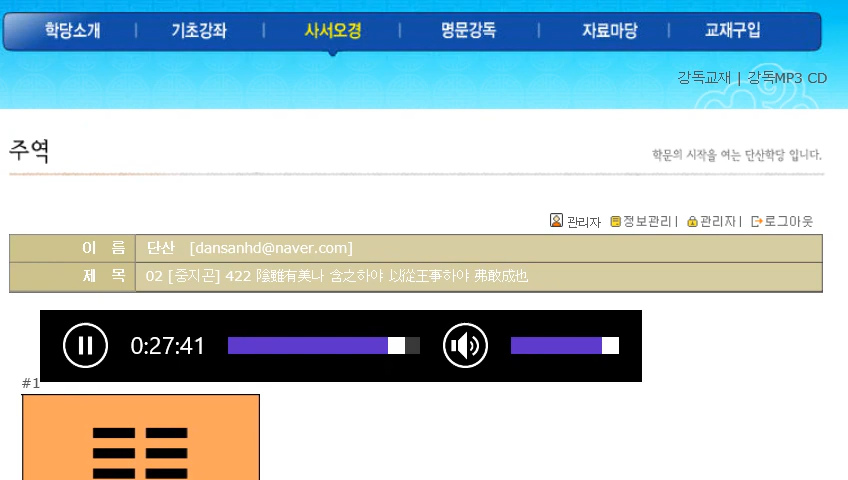 학당소개 | 기초강좌 | 사서오경 | 명문강독 | 자료마당 | 교재구입
강독교재 | 강독MP3 CD
주역
학문의 시작을 여는 단산학당 입니다.
관리자 정보관리| 관리자| 로그아웃
이 름 단산 [dansanhd@naver.com]
제 목 02 [중지곤] 422 陰雖有美나 含之하야 以從王事하야 弗敢成也
0:27:41
#1